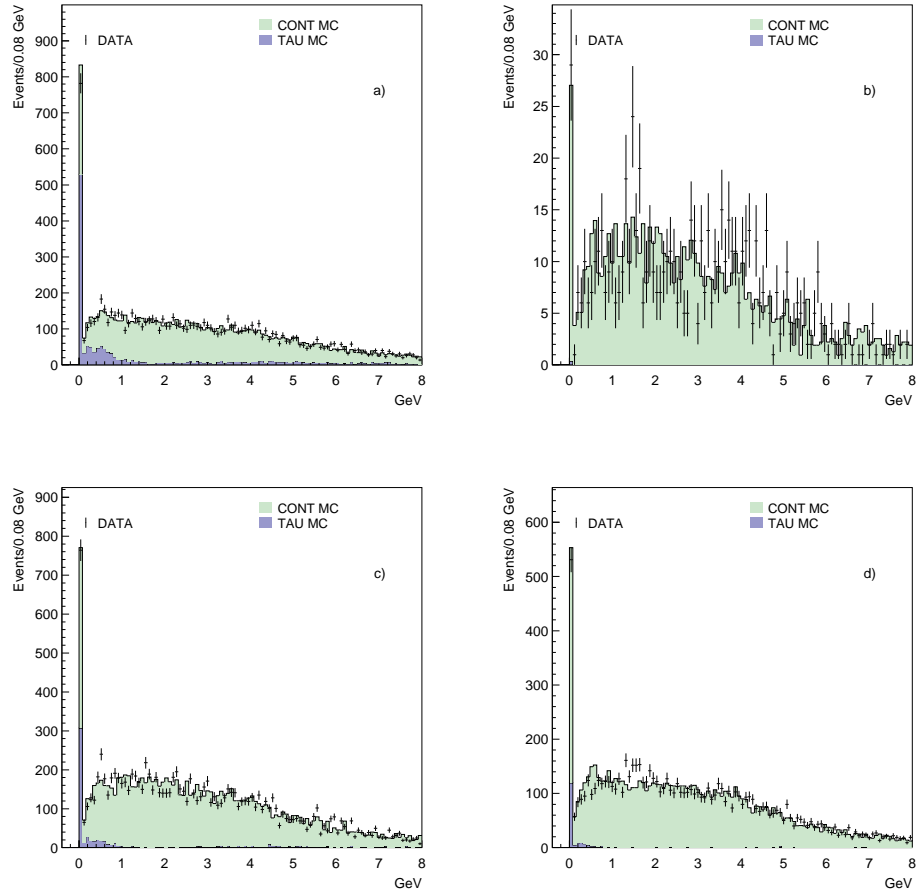 Events/0.08 GeV
CONT MC
DATA
TAU MC
a)
900
800
700
600
500
400
300
200
100
0
0 1 2 3 4 5 6 7 8
GeV
Events/0.08 GeV
CONT MC
DATA
TAU MC
b)
30
25
20
15
10
5
0
0 1 2 3 4 5 6 7 8
GeV
Events/0.08 GeV
CONT MC
DATA
TAU MC
c)
900
800
700
600
500
400
300
200
100
0
0 1 2 3 4 5 6 7 8
GeV
Events/0.08 GeV
CONT MC
DATA
TAU MC
d)
600
500
400
300
200
100
0
0 1 2 3 4 5 6 7 8
GeV